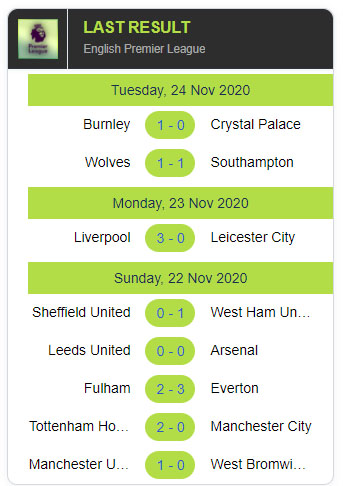 Premier
League
LAST RESULT
English Premier League
Tuesday, 24 Nov 2020
Burnley 1 - 0 Crystal Palace
Wolves 1 - 1 Southampton
Monday, 23 Nov 2020
Liverpool 3 - 0 Leicester City
Sunday, 22 Nov 2020
Sheffield United 0 - 1 West Ham Un...
Leeds United 0 - 0 Arsenal
Fulham 2 - 3 Everton
Tottenham Ho... 2 - 0 Manchester City
Manchester U... 1 - 0 West Bromwi...